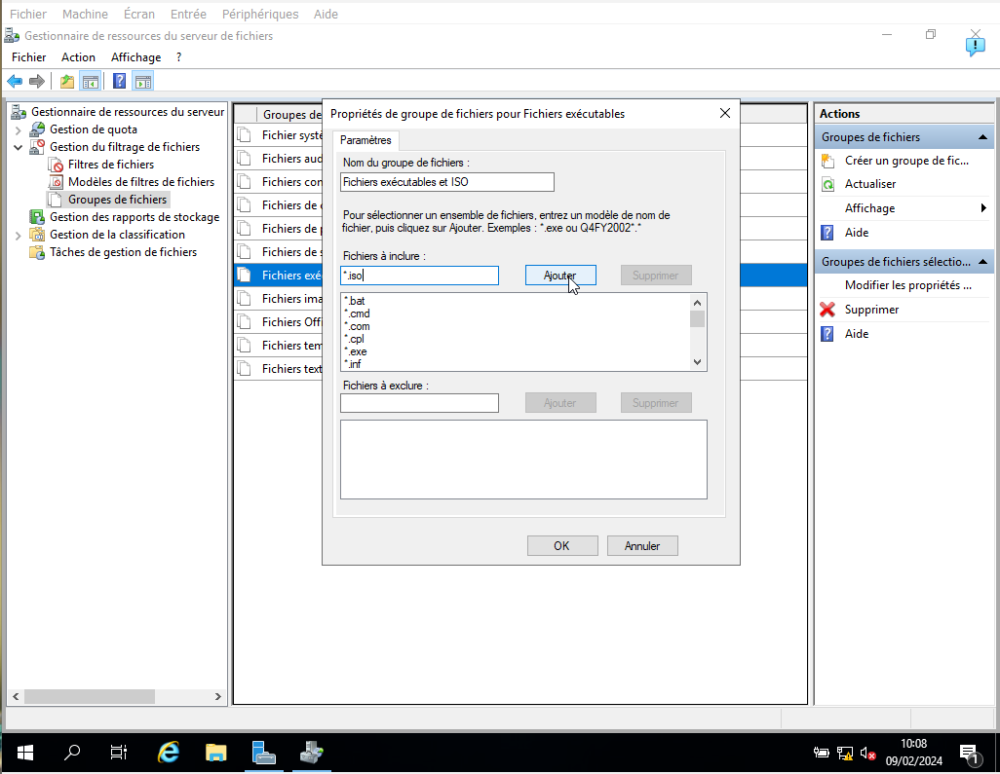 Fichier Machine Écran Entrée Périphériques Aide
Gestionnaire de ressources du serveur de fichiers
Fichier Action Affichage ?
Gestionnaire de ressources du serveur
Gestion de quota
Gestion du filtrage de fichiers
Filtres de fichiers
Modèles de filtres de fichiers
Groupes de fichiers
Gestion des rapports de stockage
Gestion de la classification
Tâches de gestion de fichiers
Groupes de
Fichier systè
Fichiers aud
Fichiers con
Fichiers de
Fichiers de
Fichiers de
Fichiers exé
Fichiers ima
Fichiers Offi
Fichiers tem
Fichiers text
Propriétés de groupe de fichiers pour Fichiers exécutables
Paramètres
Nom du groupe de fichiers :
Fichiers exécutables et ISO
Pour sélectionner un ensemble de fichiers, entrez un modèle de nom de
fichier, puis cliquez sur Ajouter. Exemples : *.exe ou Q4FY2002*.*
Fichiers à inclure :
*.iso Ajouter Supprimer
*.bat
*.cmd
*.com
*.cpl
*.exe
*.inf
Fichiers à exclure :
Ajouter Supprimer
OK Annuler
Actions
Groupes de fichiers
Créer un groupe de fic...
Actualiser
Affichage
Aide
Groupes de fichiers sélectio...
Modifier les propriétés ...
Supprimer
Aide
10:08
09/02/2024
1